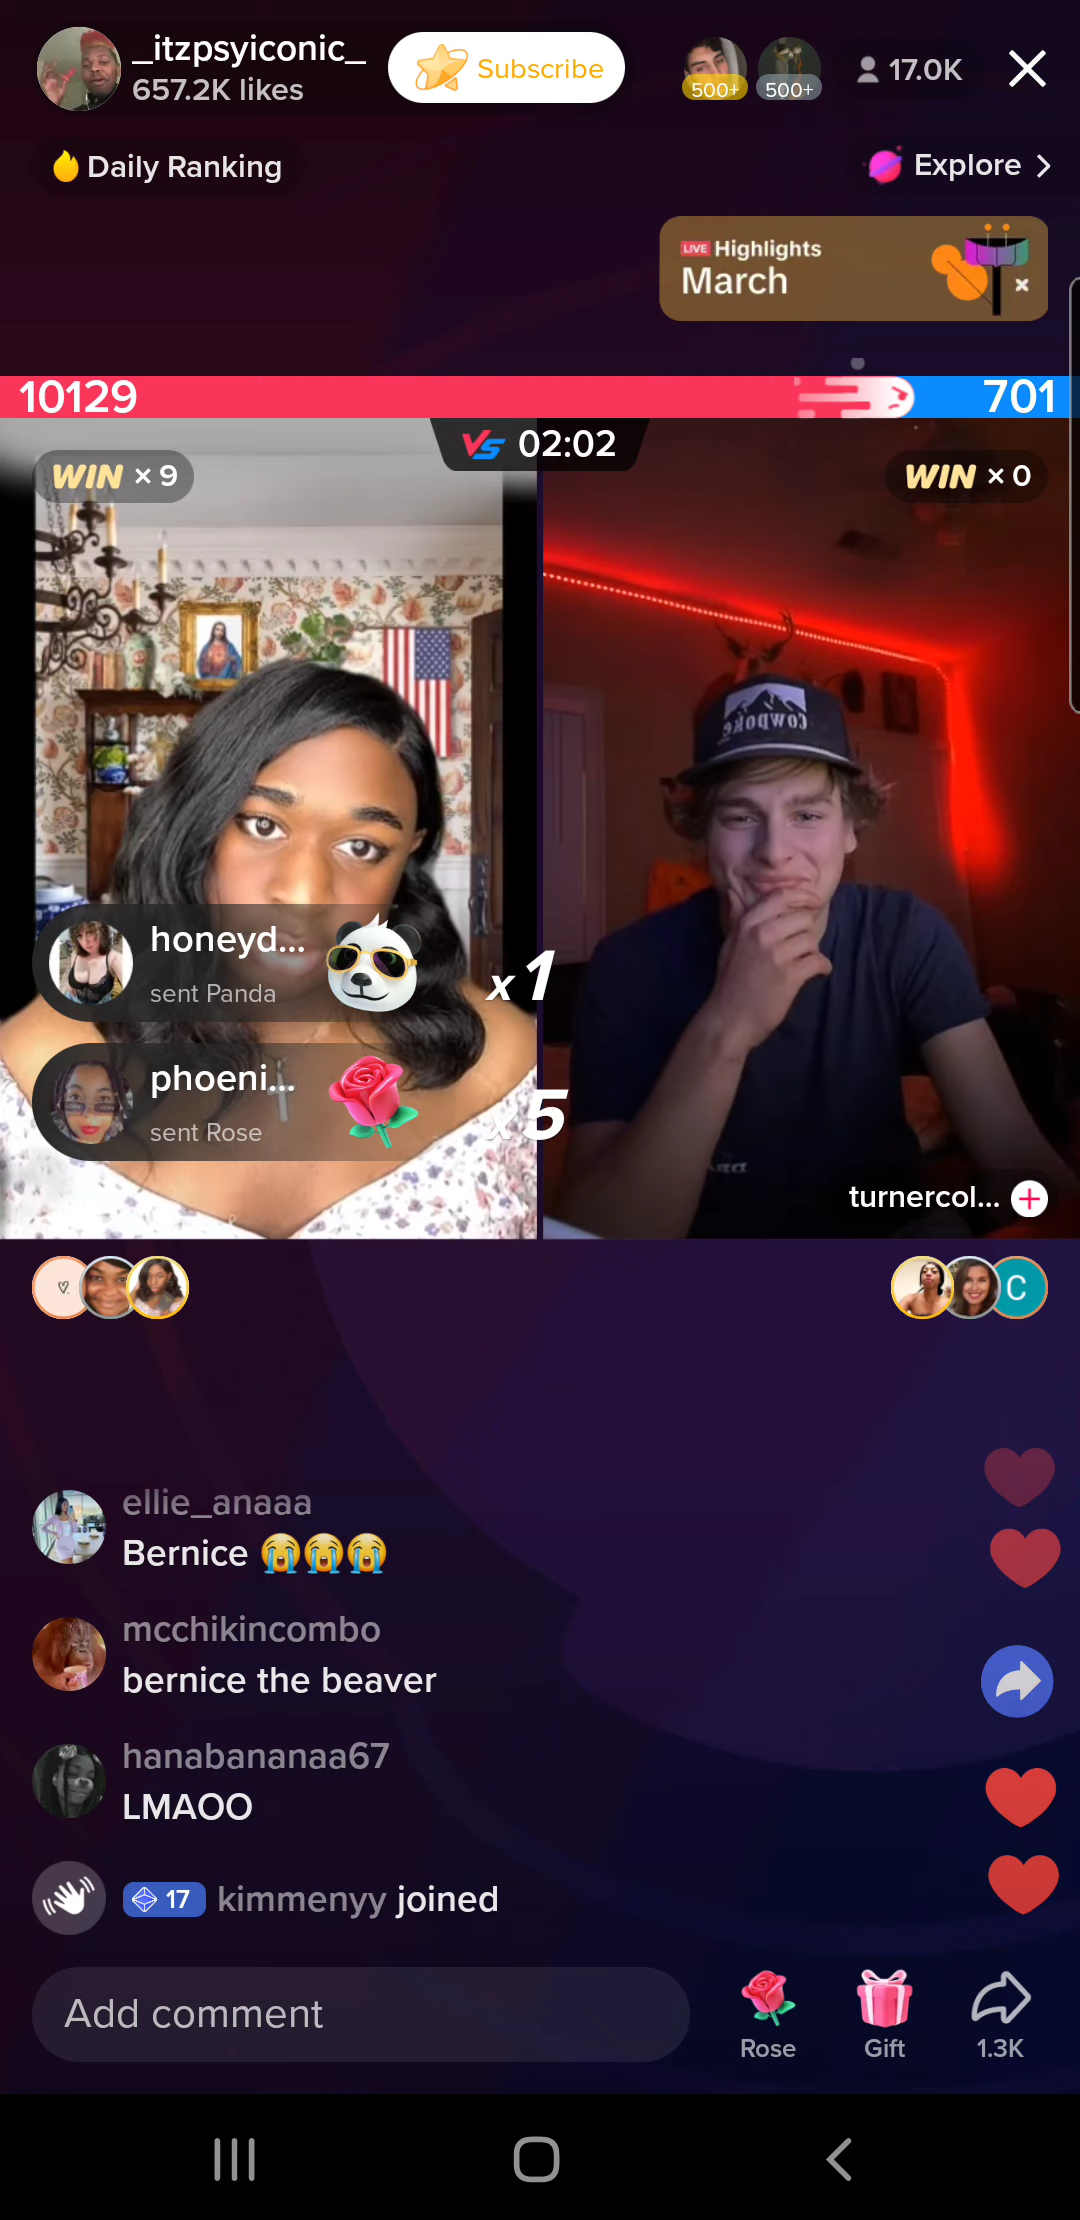 _itzpsyiconic_
657.2K likes
Subscribe
500+
500+
17.0K
Daily Ranking
Explore
LIVE Highlights
March
10129
701
VS 02:02
WIN × 9
WIN × 0
Cowpoke
honeyd...
sent Panda
x1
phoeni...
sent Rose
x5
turnercol...
C
ellie_anaaa
Bernice 😭😭😭
mcchikincombo
bernice the beaver
hanabananaa67
LMAOO
17 kimmenyy joined
Add comment
Rose
Gift
1.3K